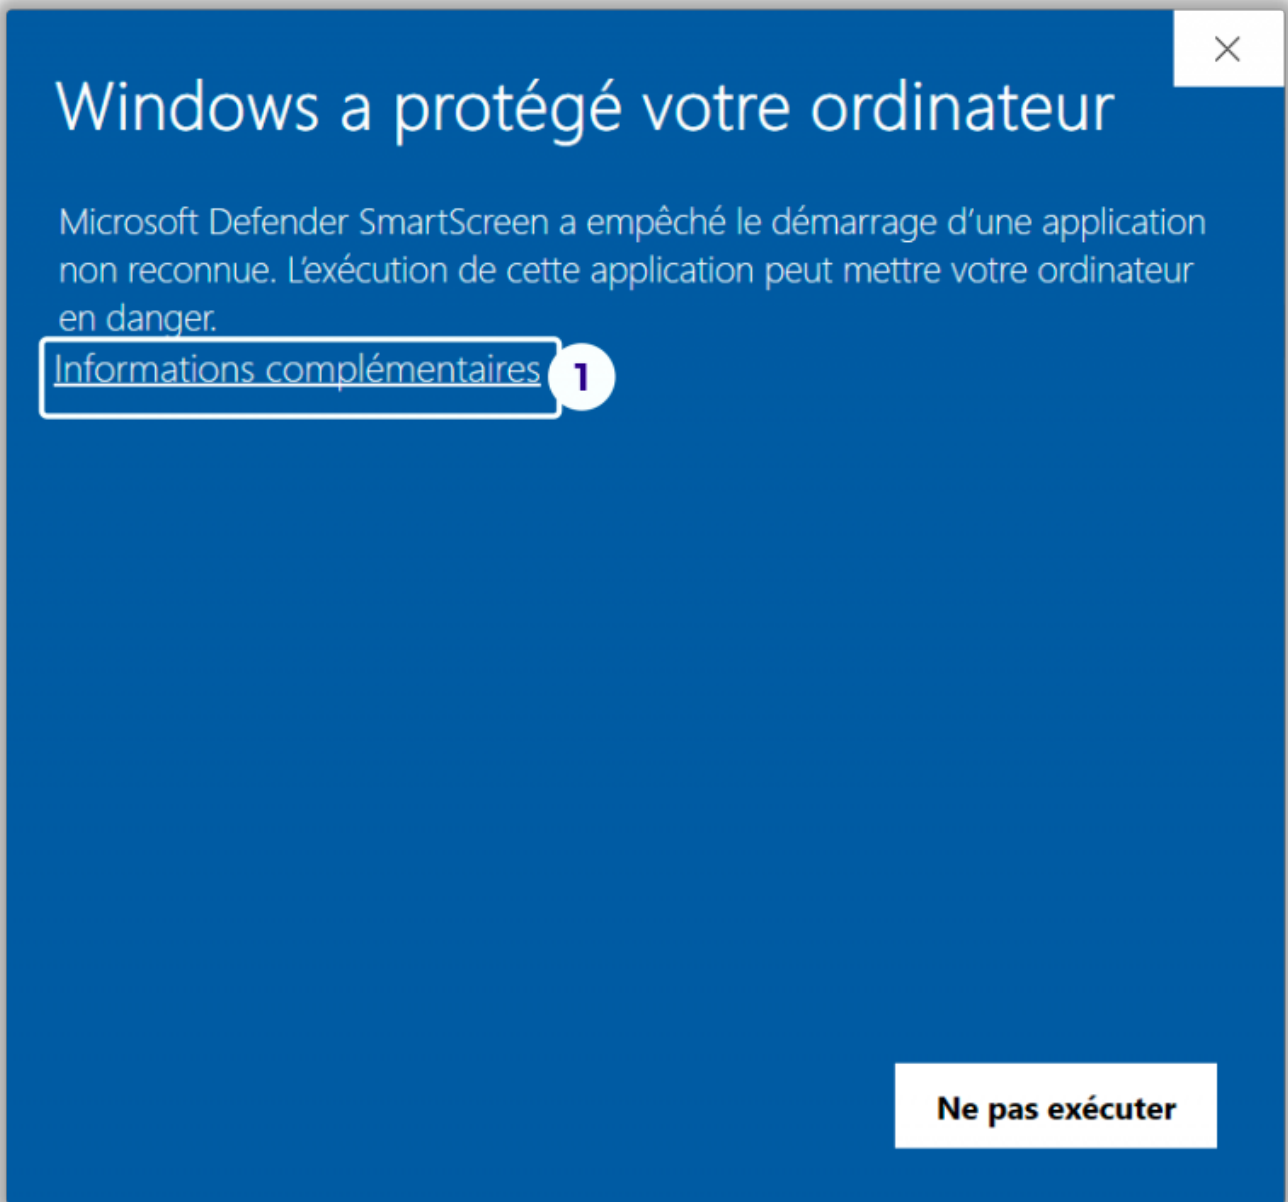 Windows a protégé votre ordinateur
Microsoft Defender SmartScreen a empêché le démarrage d’une application
non reconnue. L’exécution de cette application peut mettre votre ordinateur
en danger.
Informations complémentaires
1
Ne pas exécuter